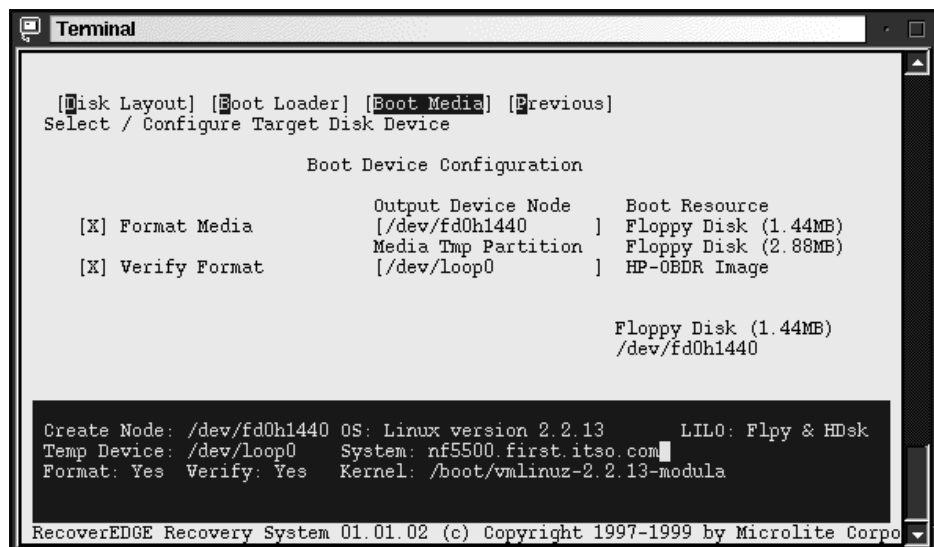 Terminal
[Disk Layout] [Boot Loader] [Boot Media] [Previous]
Select / Configure Target Disk Device
Boot Device Configuration
Output Device Node Boot Resource
[X] Format Media [/dev/fd0h1440 ] Floppy Disk (1.44MB)
Media Tmp Partition Floppy Disk (2.88MB)
[X] Verify Format [/dev/loop0 ] HP-OBDR Image
Floppy Disk (1.44MB)
/dev/fd0h1440
Create Node: /dev/fd0h1440 OS: Linux version 2.2.13 LILO: Flpy & HDsk
Temp Device: /dev/loop0 System: nf5500.first.itso.com
Format: Yes Verify: Yes Kernel: /boot/vmlinuz-2.2.13-modula
RecoverEDGE Recovery System 01.01.02 (c) Copyright 1997-1999 by Microlite Corpo